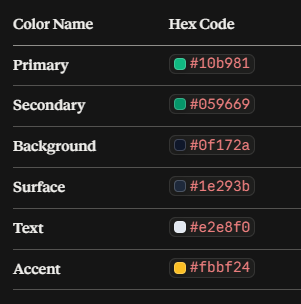 Color Name Hex Code
Primary #10b981
Secondary #059669
Background #0f172a
Surface #1e293b
Text #e2e8f0
Accent #fbbf24